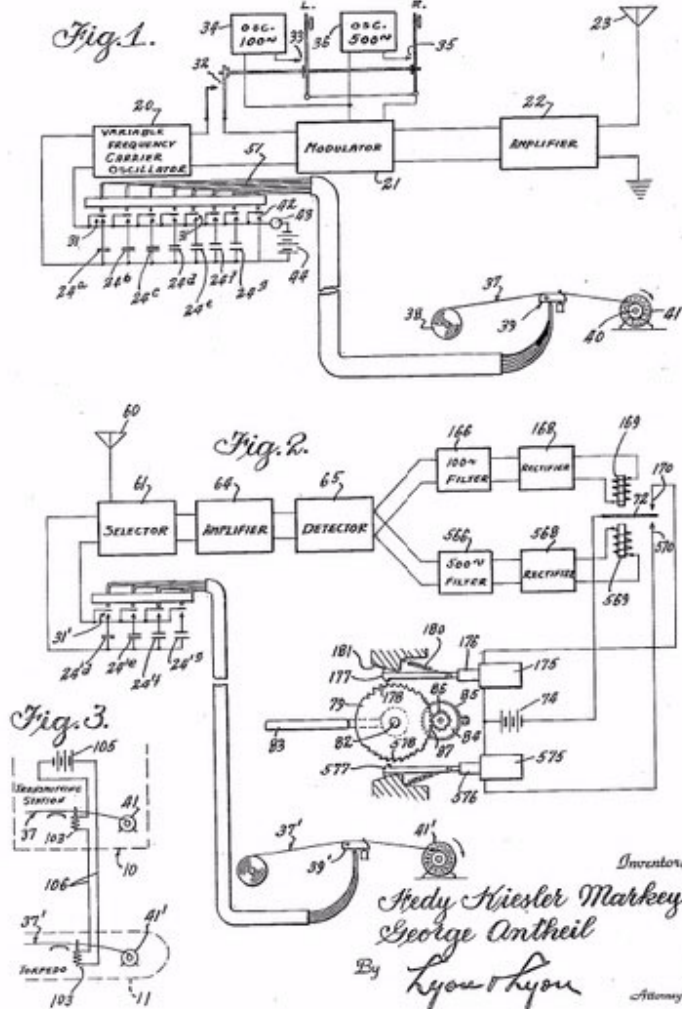 Fig. 1.
34
OSC. 100~
33
L.
36
OSC. 500~
R.
35
23
32
20
VARIABLE FREQUENCY CARRIER OSCILLATOR
51
MODULATOR
21
22
AMPLIFIER
31
42
43
44
24a
24b
24c
24d
24e
24f
24g
37
38
39
40
41
60
Fig. 2.
61
SELECTOR
64
AMPLIFIER
65
DETECTOR
166
100~ FILTER
168
RECTIFIER
169
170
72
570
566
500~ FILTER
568
RECTIFIER
569
31'
24'd
24'e
24'f
24'g
181
180
176
177
178
175
79
86
85
83
82
578
87
84
74
577
576
575
Fig. 3.
105
TRANSMITTING STATION
37
103
41
10
106
37'
41'
TORPEDO
103
11
37'
39'
41'
Inventors
Hedy Kiesler Markey
George Antheil
By Lyon & Lyon
Attorney